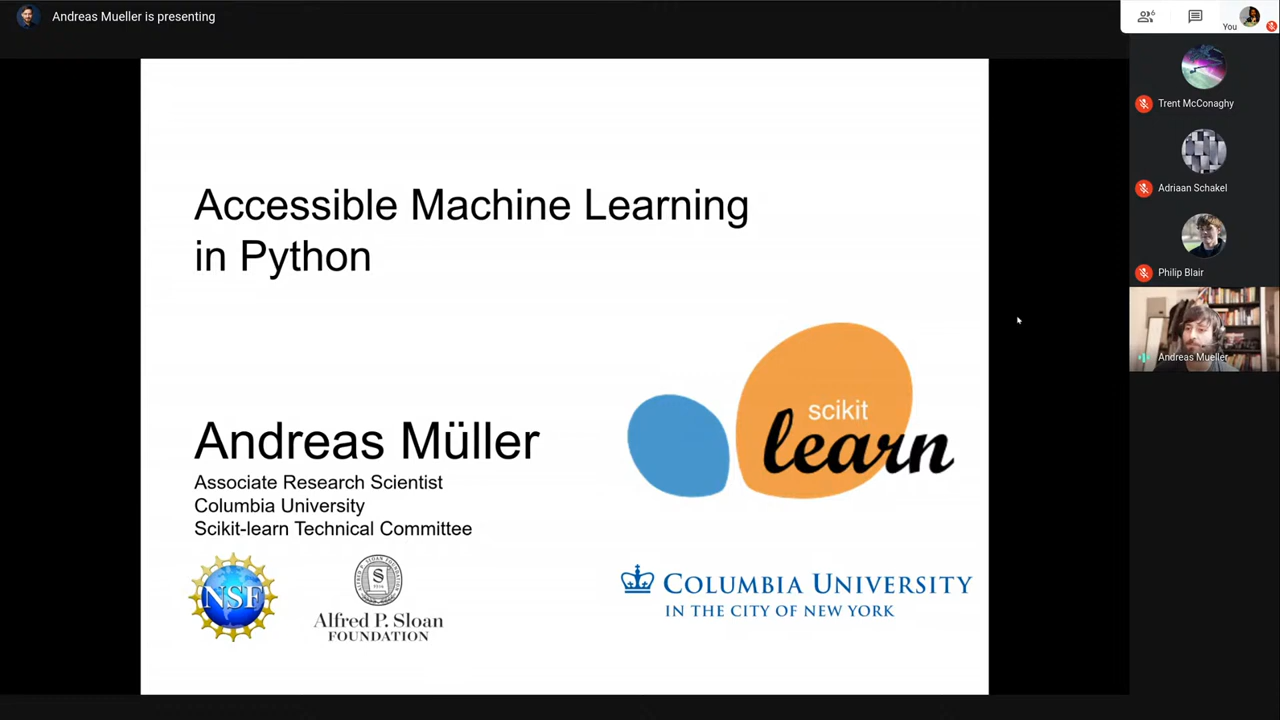 Andreas Mueller is presenting
6
You
Trent McConaghy
Adriaan Schakel
Philip Blair
Andreas Mueller
Accessible Machine Learning
in Python
scikit
learn
Andreas Müller
Associate Research Scientist
Columbia University
Scikit-learn Technical Committee
NSF
Alfred P. Sloan
FOUNDATION
COLUMBIA UNIVERSITY
IN THE CITY OF NEW YORK